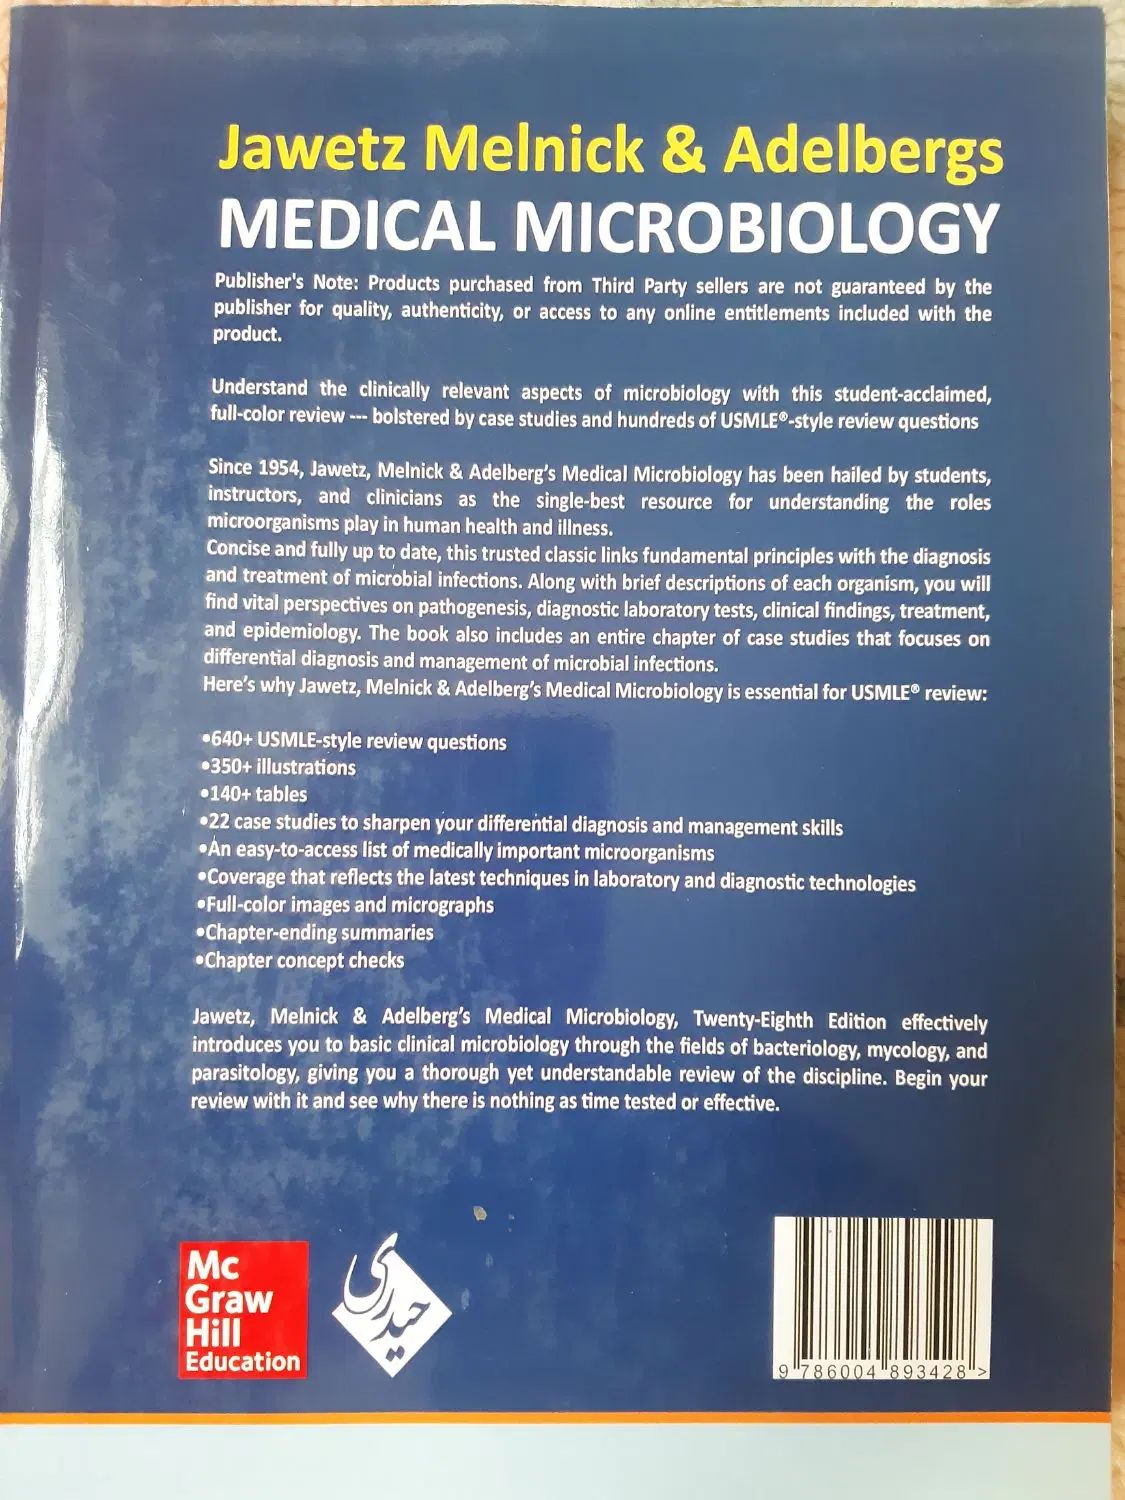 Jawetz Melnick & Adelbergs
MEDICAL MICROBIOLOGY
Publisher's Note: Products purchased from Third Party sellers are not guaranteed by the
publisher for quality, authenticity, or access to any online entitlements included with the
product.
Understand the clinically relevant aspects of microbiology with this student-acclaimed,
full-color review --- bolstered by case studies and hundreds of USMLE®-style review questions
Since 1954, Jawetz, Melnick & Adelberg's Medical Microbiology has been hailed by students,
instructors, and clinicians as the single-best resource for understanding the roles
microorganisms play in human health and illness.
Concise and fully up to date, this trusted classic links fundamental principles with the diagnosis
and treatment of microbial infections. Along with brief descriptions of each organism, you will
find vital perspectives on pathogenesis, diagnostic laboratory tests, clinical findings, treatment,
and epidemiology. The book also includes an entire chapter of case studies that focuses on
differential diagnosis and management of microbial infections.
Here's why Jawetz, Melnick & Adelberg's Medical Microbiology is essential for USMLE® review:
•640+ USMLE-style review questions
•350+ illustrations
•140+ tables
•22 case studies to sharpen your differential diagnosis and management skills
•An easy-to-access list of medically important microorganisms
•Coverage that reflects the latest techniques in laboratory and diagnostic technologies
•Full-color images and micrographs
•Chapter-ending summaries
•Chapter concept checks
Jawetz, Melnick & Adelberg's Medical Microbiology, Twenty-Eighth Edition effectively
introduces you to basic clinical microbiology through the fields of bacteriology, mycology, and
parasitology, giving you a thorough yet understandable review of the discipline. Begin your
review with it and see why there is nothing as time tested or effective.
Mc
Graw
Hill
Education
حیدری
9 786004 893428 >